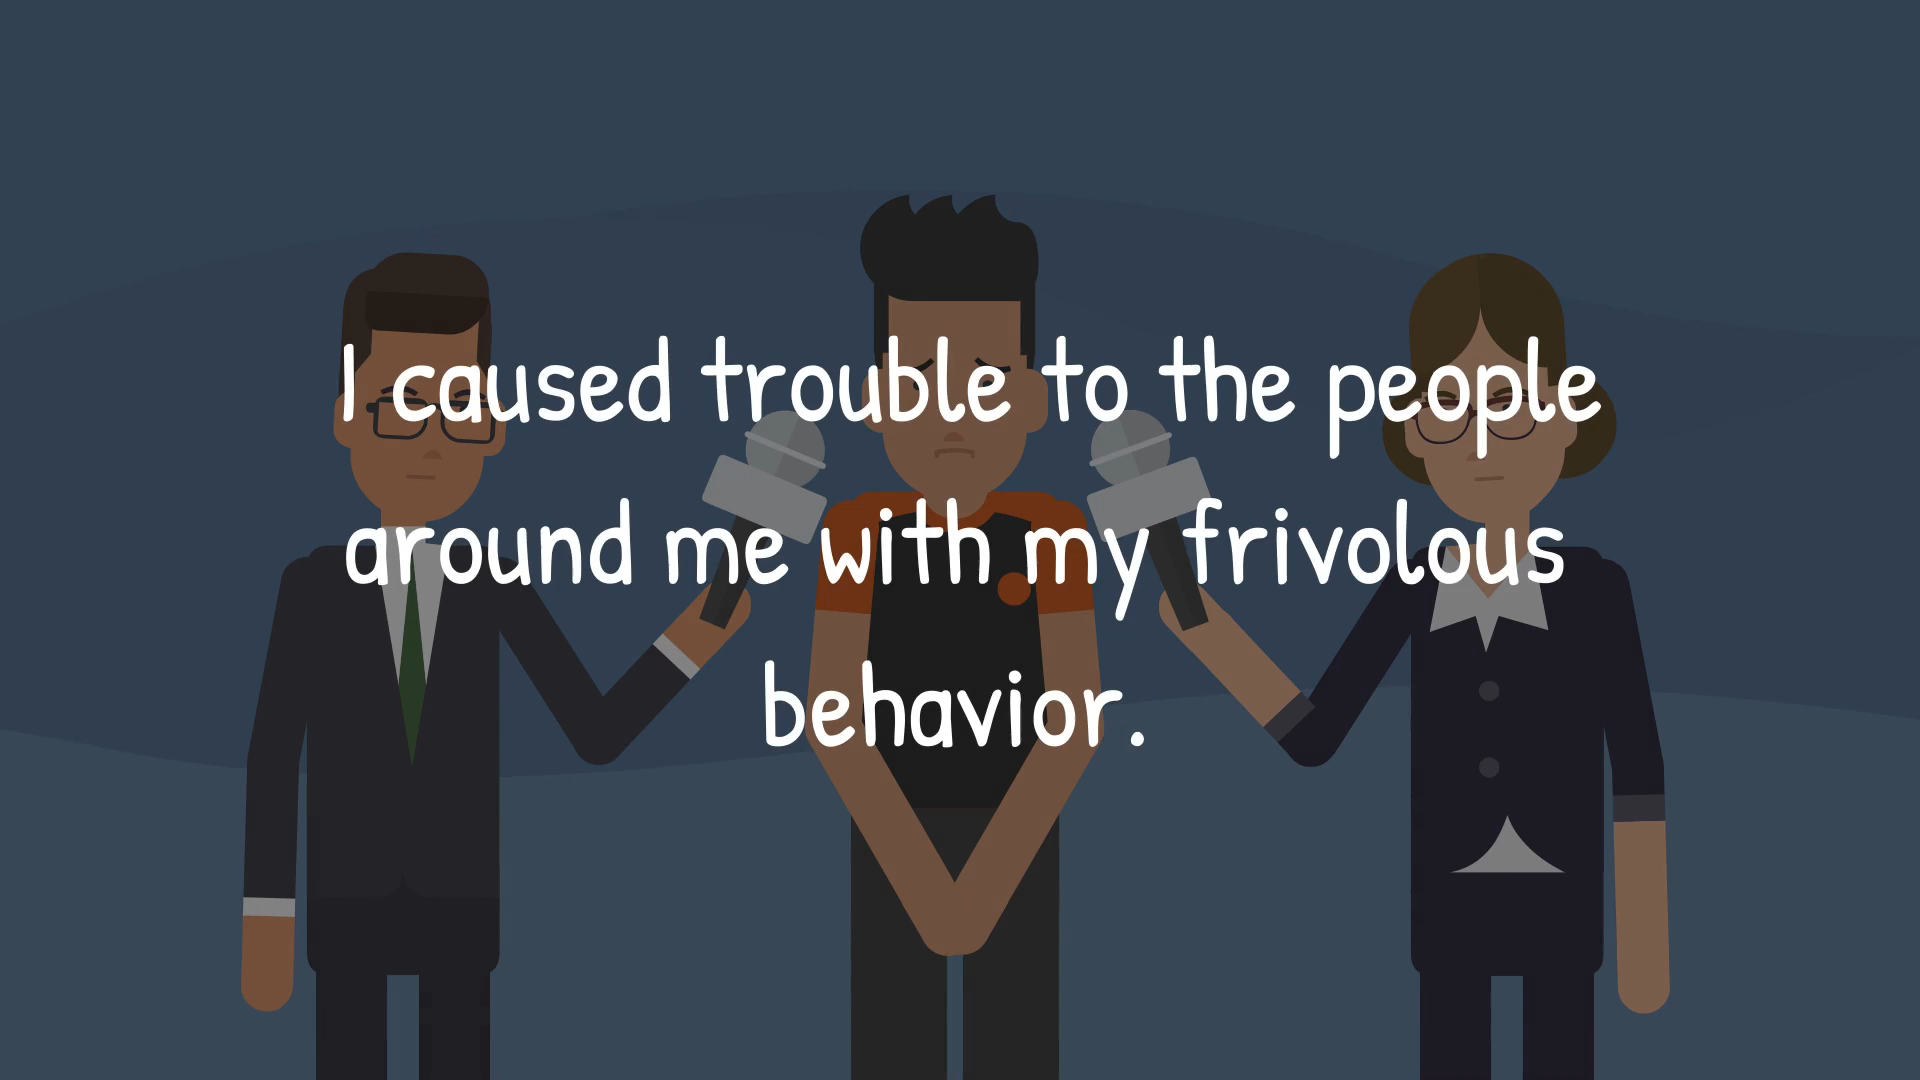 I caused trouble to the people
around me with my frivolous
behavior.